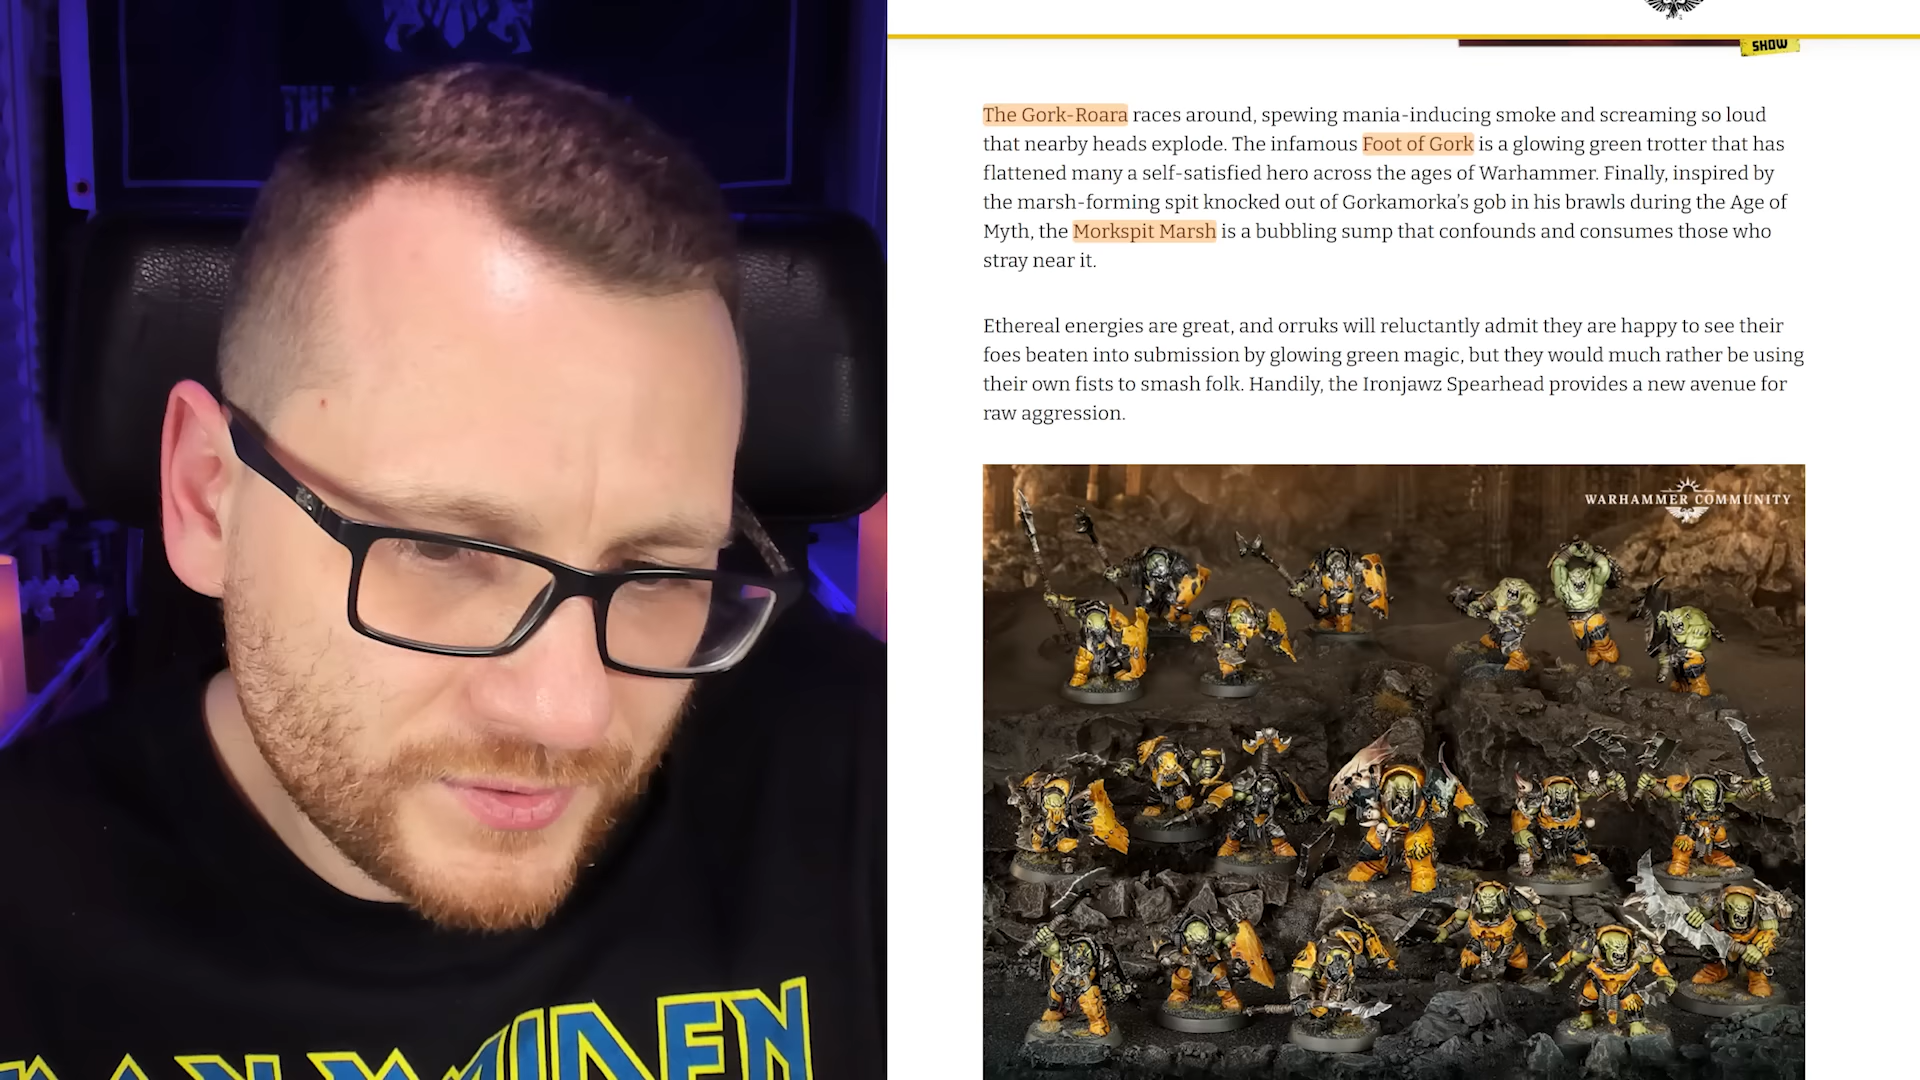 THE
SHOW
The Gork-Roara races around, spewing mania-inducing smoke and screaming so loud
that nearby heads explode. The infamous Foot of Gork is a glowing green trotter that has
flattened many a self-satisfied hero across the ages of Warhammer. Finally, inspired by
the marsh-forming spit knocked out of Gorkamorka’s gob in his brawls during the Age of
Myth, the Morkspit Marsh is a bubbling sump that confounds and consumes those who
stray near it.
Ethereal energies are great, and orruks will reluctantly admit they are happy to see their
foes beaten into submission by glowing green magic, but they would much rather be using
their own fists to smash folk. Handily, the Ironjawz Spearhead provides a new avenue for
raw aggression.
WARHAMMER COMMUNITY
IRON MAIDEN